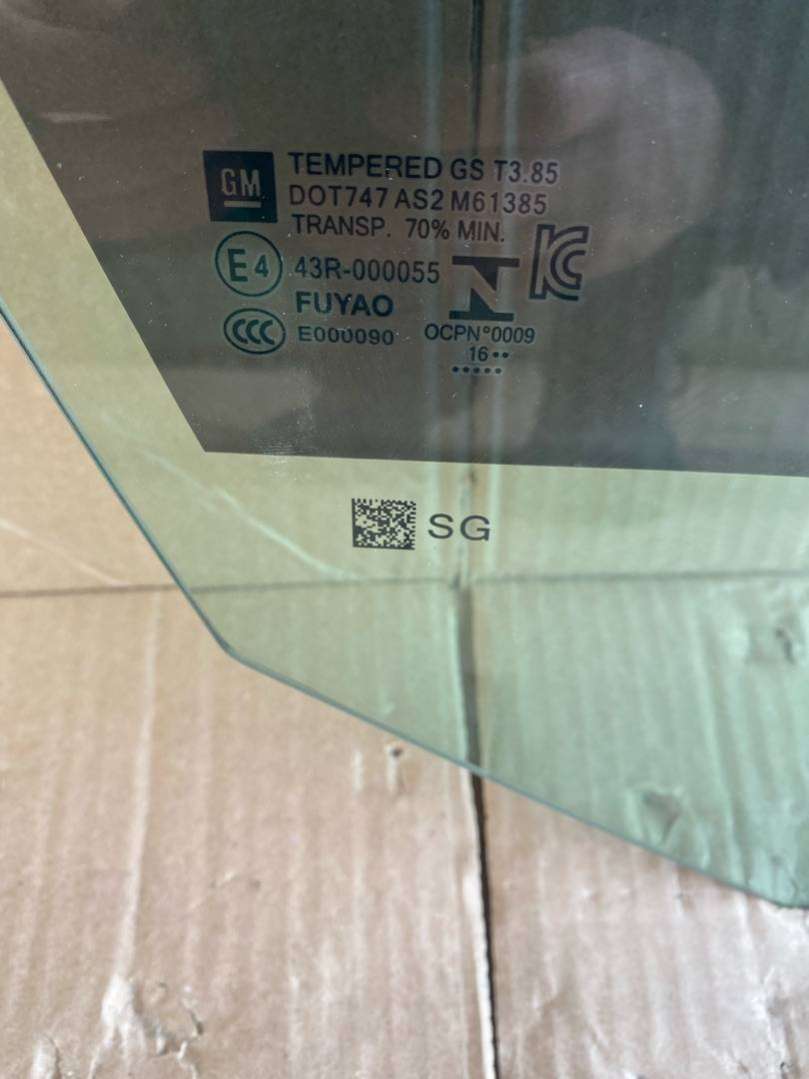 GM TEMPERED GS T3.85
DOT747 AS2 M61385
TRANSP. 70% MIN.
E4 43R-000055 N KC
FUYAO
CCC E000090 OCPN°0009
16••
•••••
SG